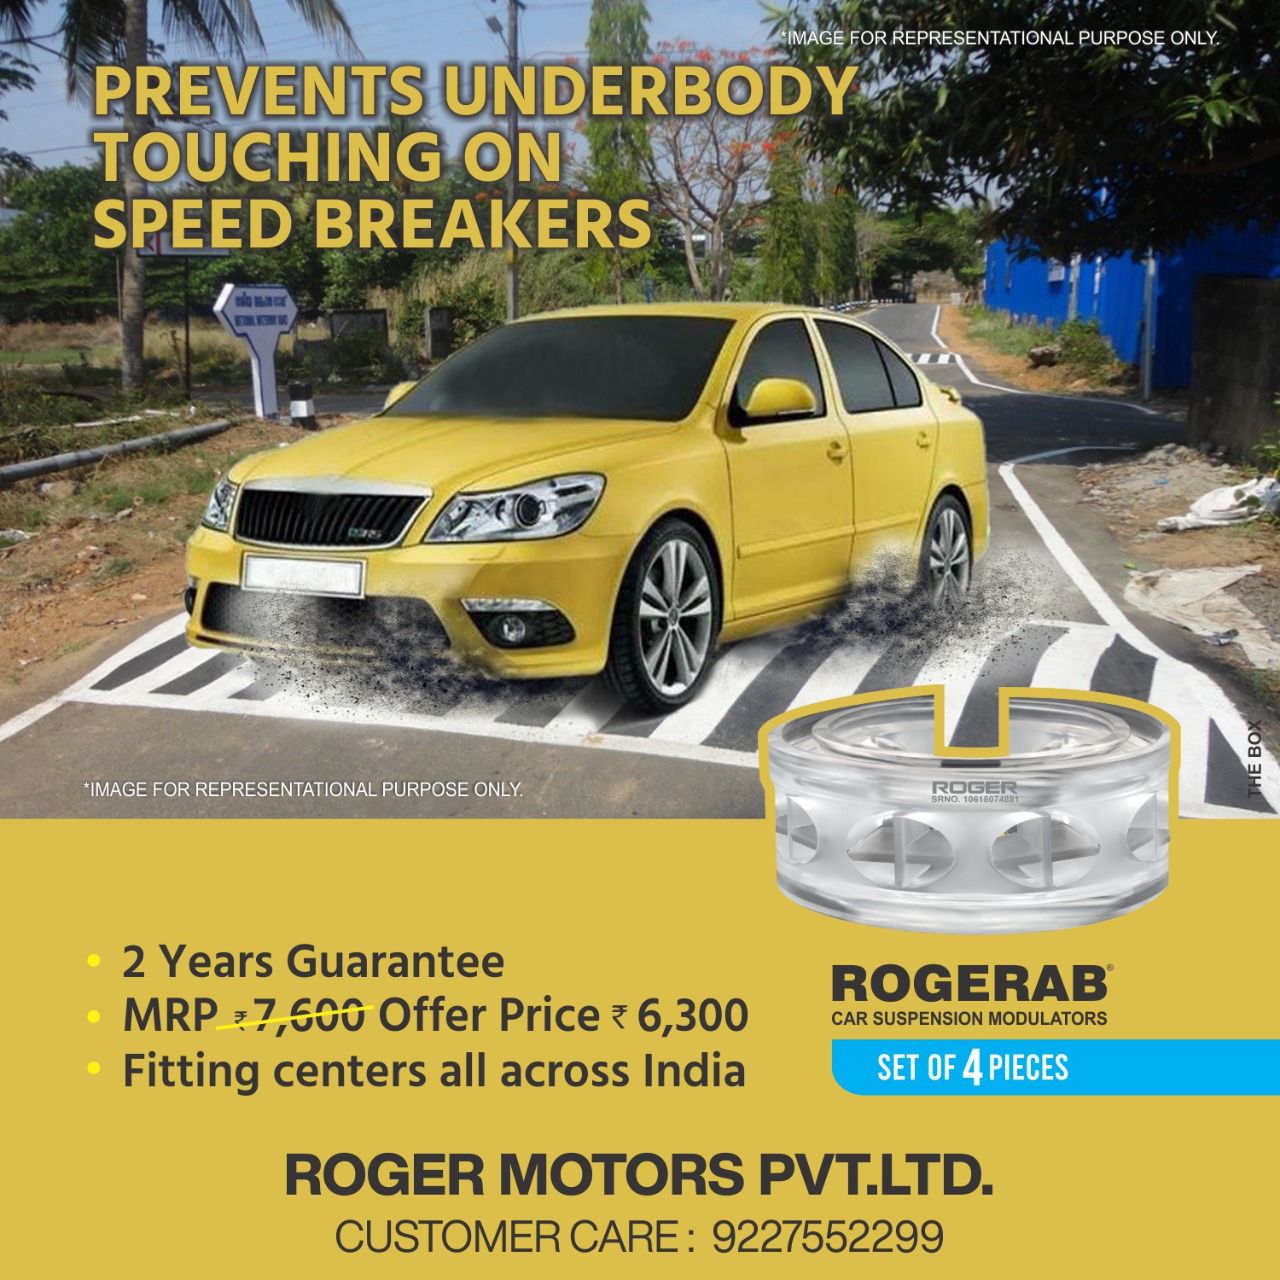 *IMAGE FOR REPRESENTATIONAL PURPOSE ONLY.
PREVENTS UNDERBODY
TOUCHING ON
SPEED BREAKERS
*IMAGE FOR REPRESENTATIONAL PURPOSE ONLY.
THE BOX
ROGER
SRNO. 10616074881
• 2 Years Guarantee
• MRP ₹ 7,600 Offer Price ₹ 6,300
• Fitting centers all across India
ROGERAB®
CAR SUSPENSION MODULATORS
SET OF 4 PIECES
ROGER MOTORS PVT.LTD.
CUSTOMER CARE : 9227552299